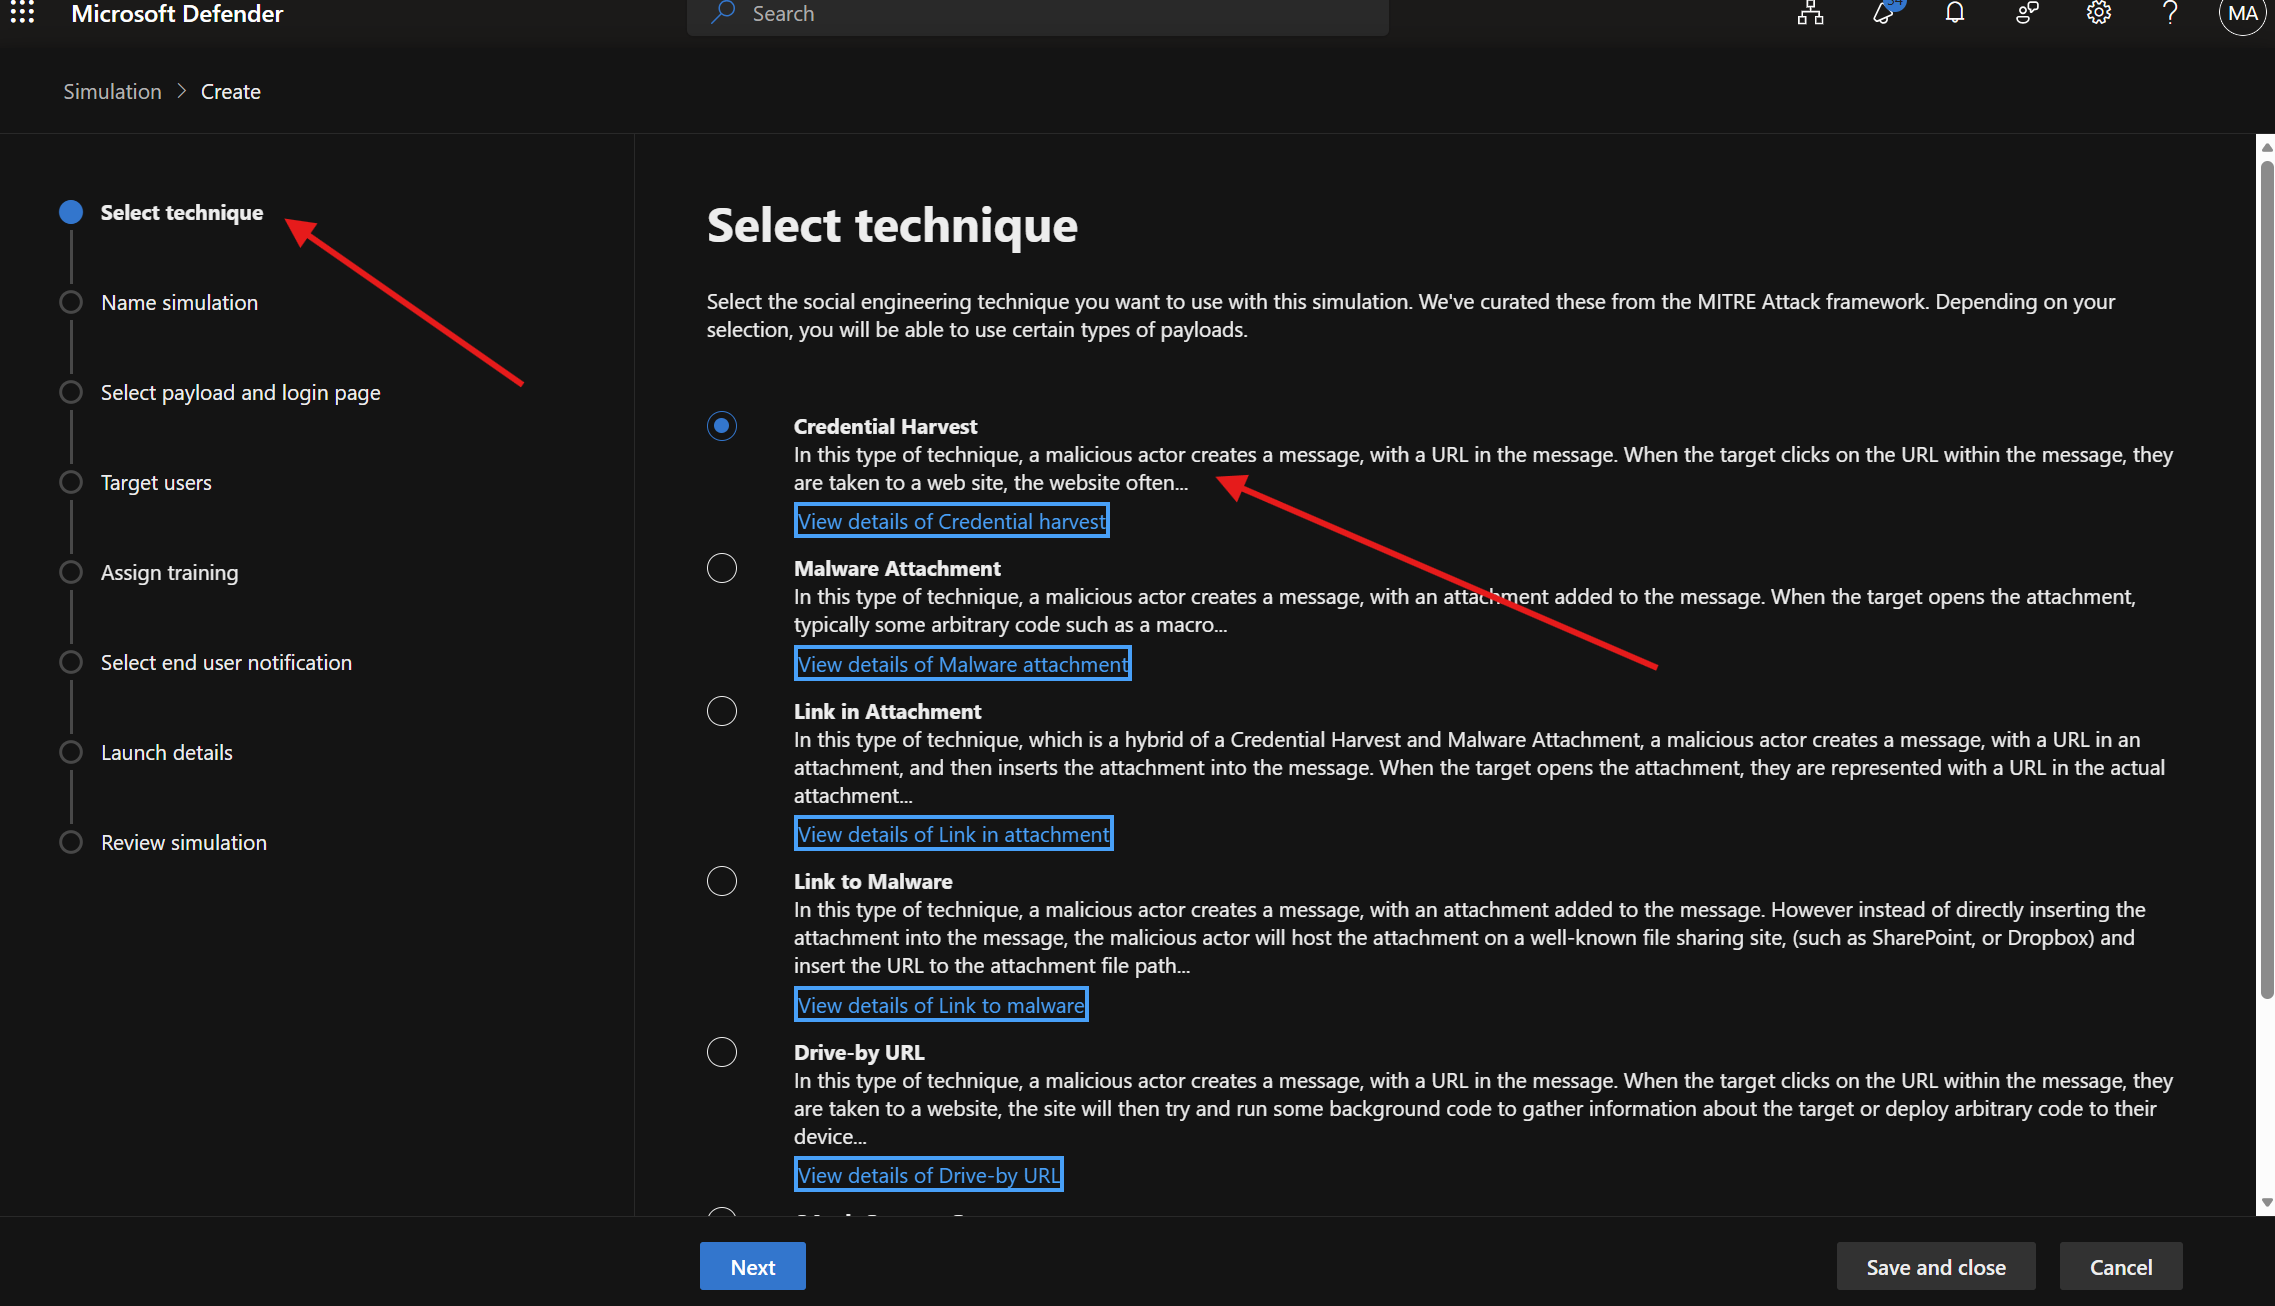 Microsoft Defender
Search
54
MA
Simulation > Create
Select technique
Name simulation
Select payload and login page
Target users
Assign training
Select end user notification
Launch details
Review simulation
Select technique
Select the social engineering technique you want to use with this simulation. We've curated these from the MITRE Attack framework. Depending on your
selection, you will be able to use certain types of payloads.
Credential Harvest
In this type of technique, a malicious actor creates a message, with a URL in the message. When the target clicks on the URL within the message, they
are taken to a web site, the website often...
View details of Credential harvest
Malware Attachment
In this type of technique, a malicious actor creates a message, with an attachment added to the message. When the target opens the attachment,
typically some arbitrary code such as a macro...
View details of Malware attachment
Link in Attachment
In this type of technique, which is a hybrid of a Credential Harvest and Malware Attachment, a malicious actor creates a message, with a URL in an
attachment, and then inserts the attachment into the message. When the target opens the attachment, they are represented with a URL in the actual
attachment...
View details of Link in attachment
Link to Malware
In this type of technique, a malicious actor creates a message, with an attachment added to the message. However instead of directly inserting the
attachment into the message, the malicious actor will host the attachment on a well-known file sharing site, (such as SharePoint, or Dropbox) and
insert the URL to the attachment file path...
View details of Link to malware
Drive-by URL
In this type of technique, a malicious actor creates a message, with a URL in the message. When the target clicks on the URL within the message, they
are taken to a website, the site will then try and run some background code to gather information about the target or deploy arbitrary code to their
device...
View details of Drive-by URL
Next
Save and close
Cancel